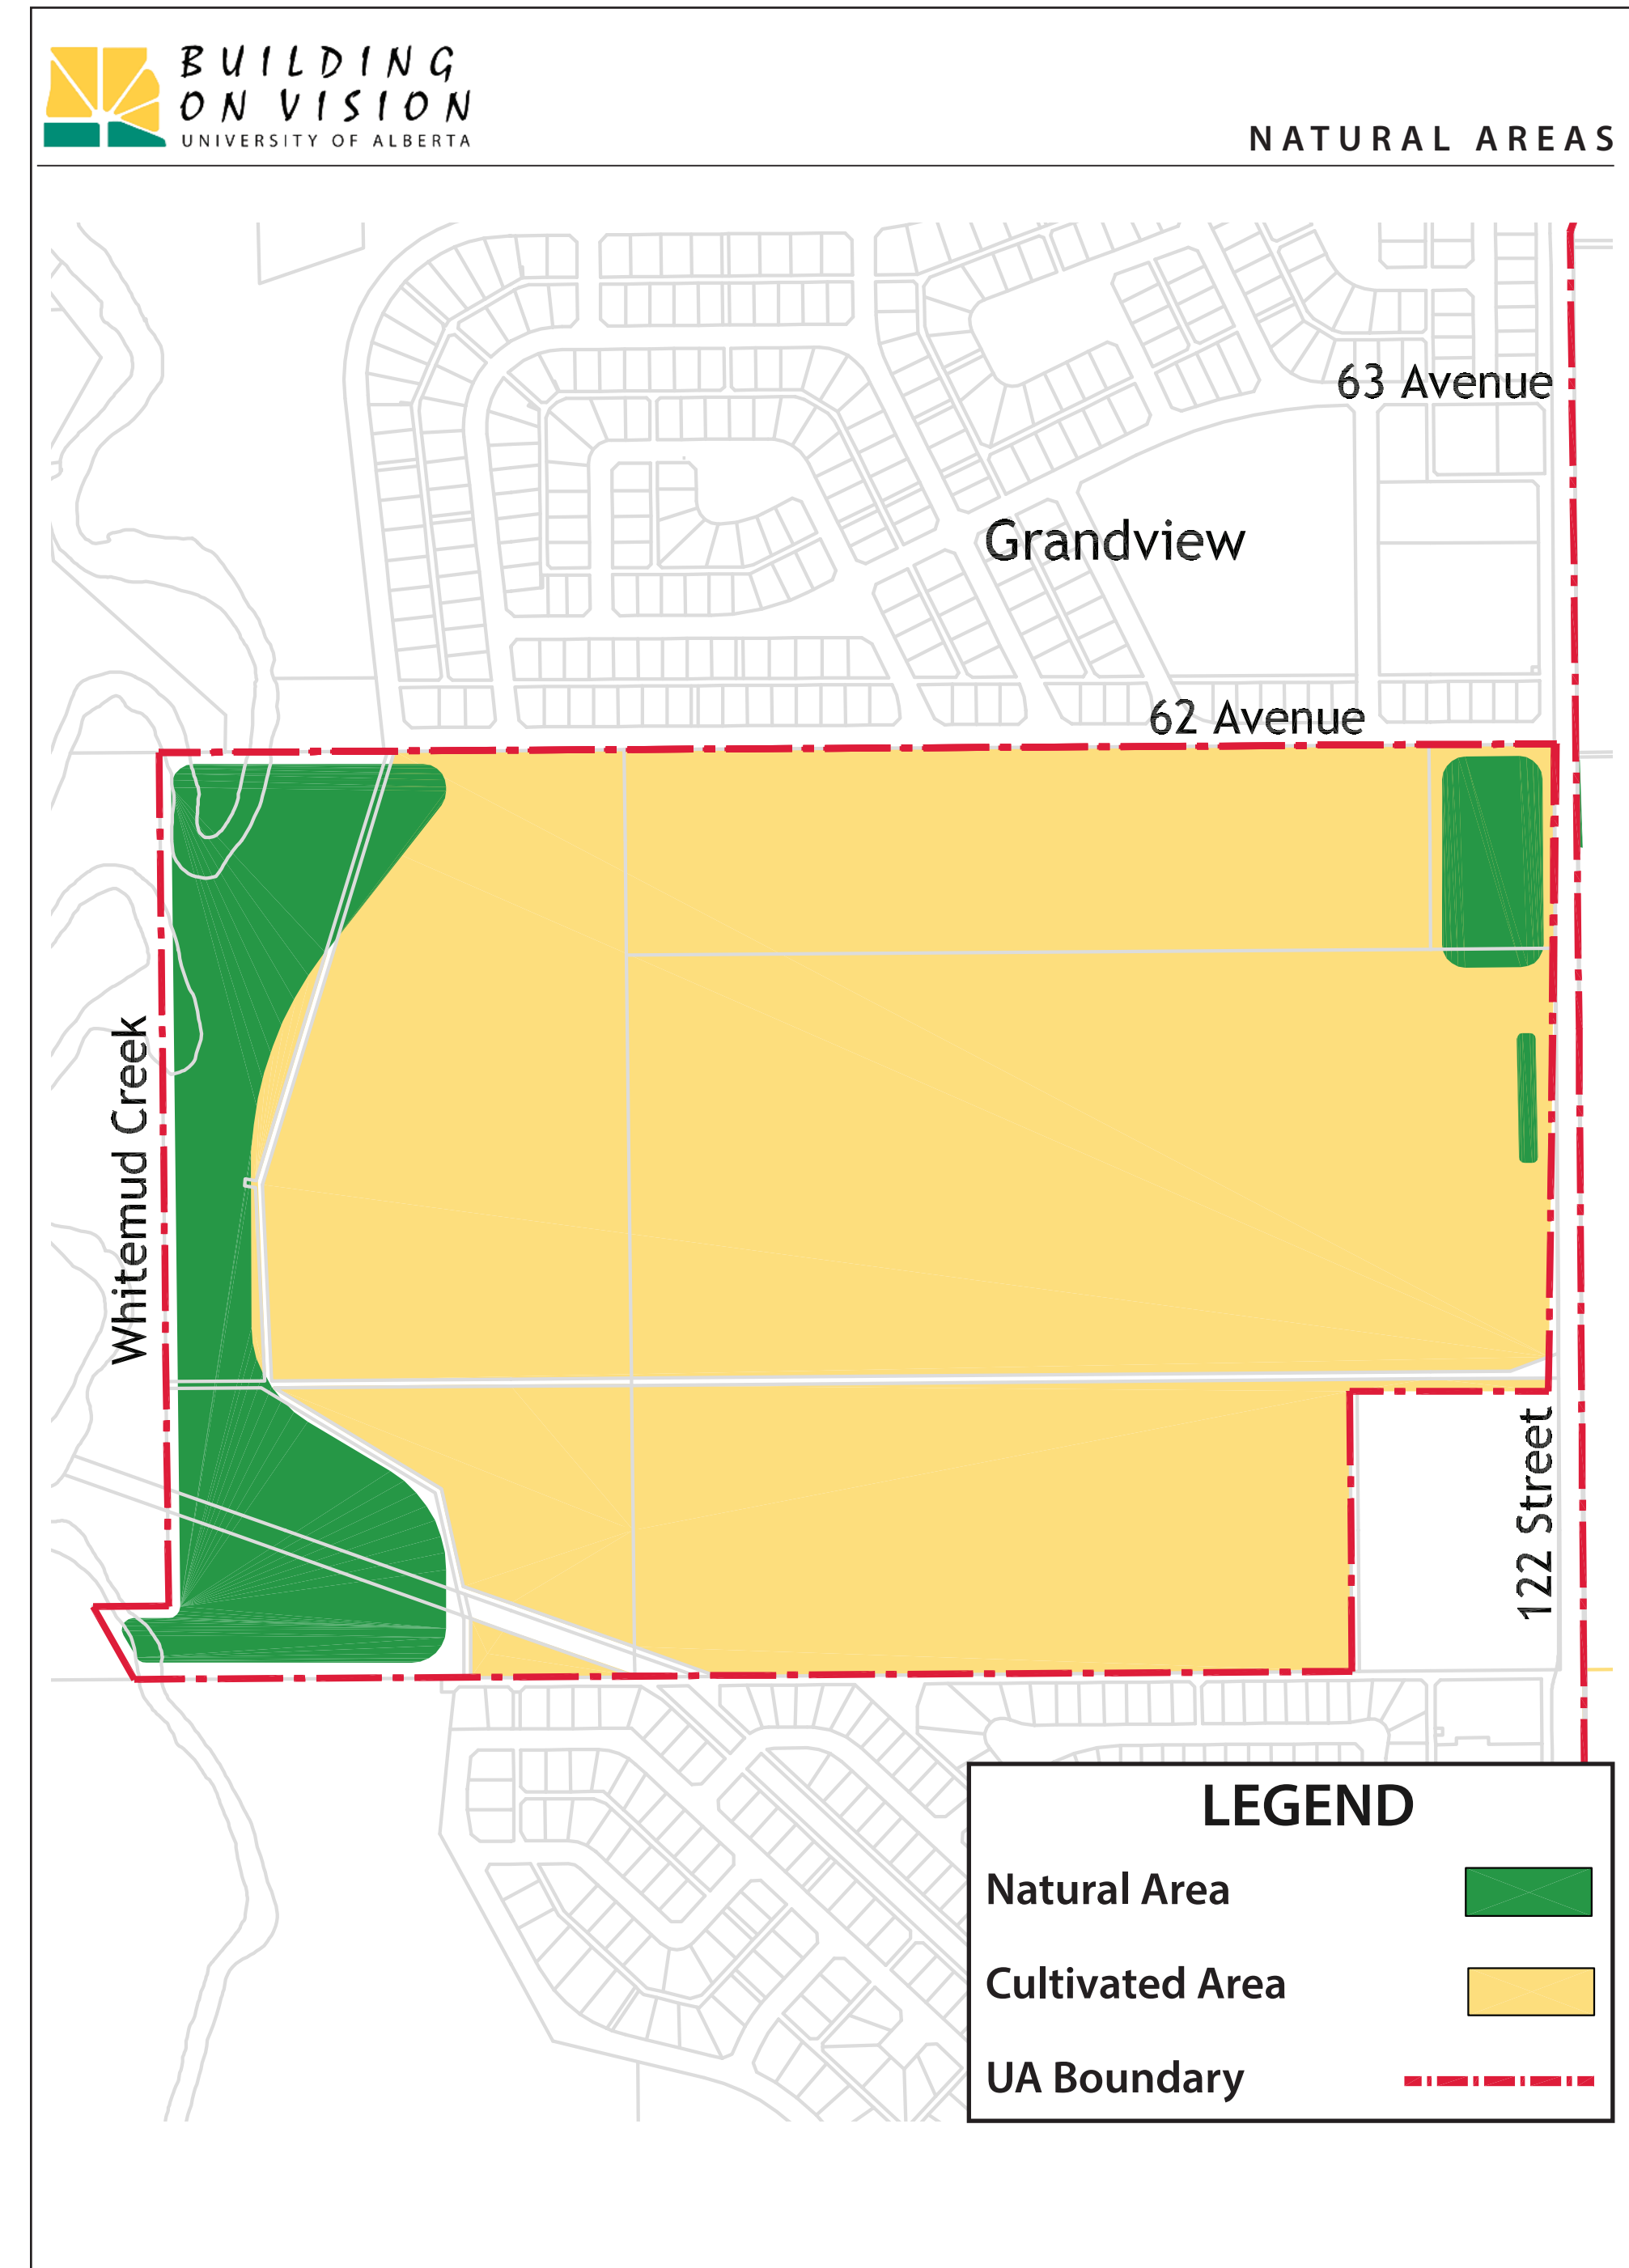 BUILDING
ON VISION
UNIVERSITY OF ALBERTA
NATURAL AREAS
63 Avenue
Grandview
62 Avenue
Whitemud Creek
122 Street
LEGEND
Natural Area
Cultivated Area
UA Boundary